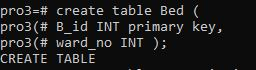 pro3=# create table Bed (
pro3(# B_id INT primary key,
pro3(# ward_no INT );
CREATE TABLE